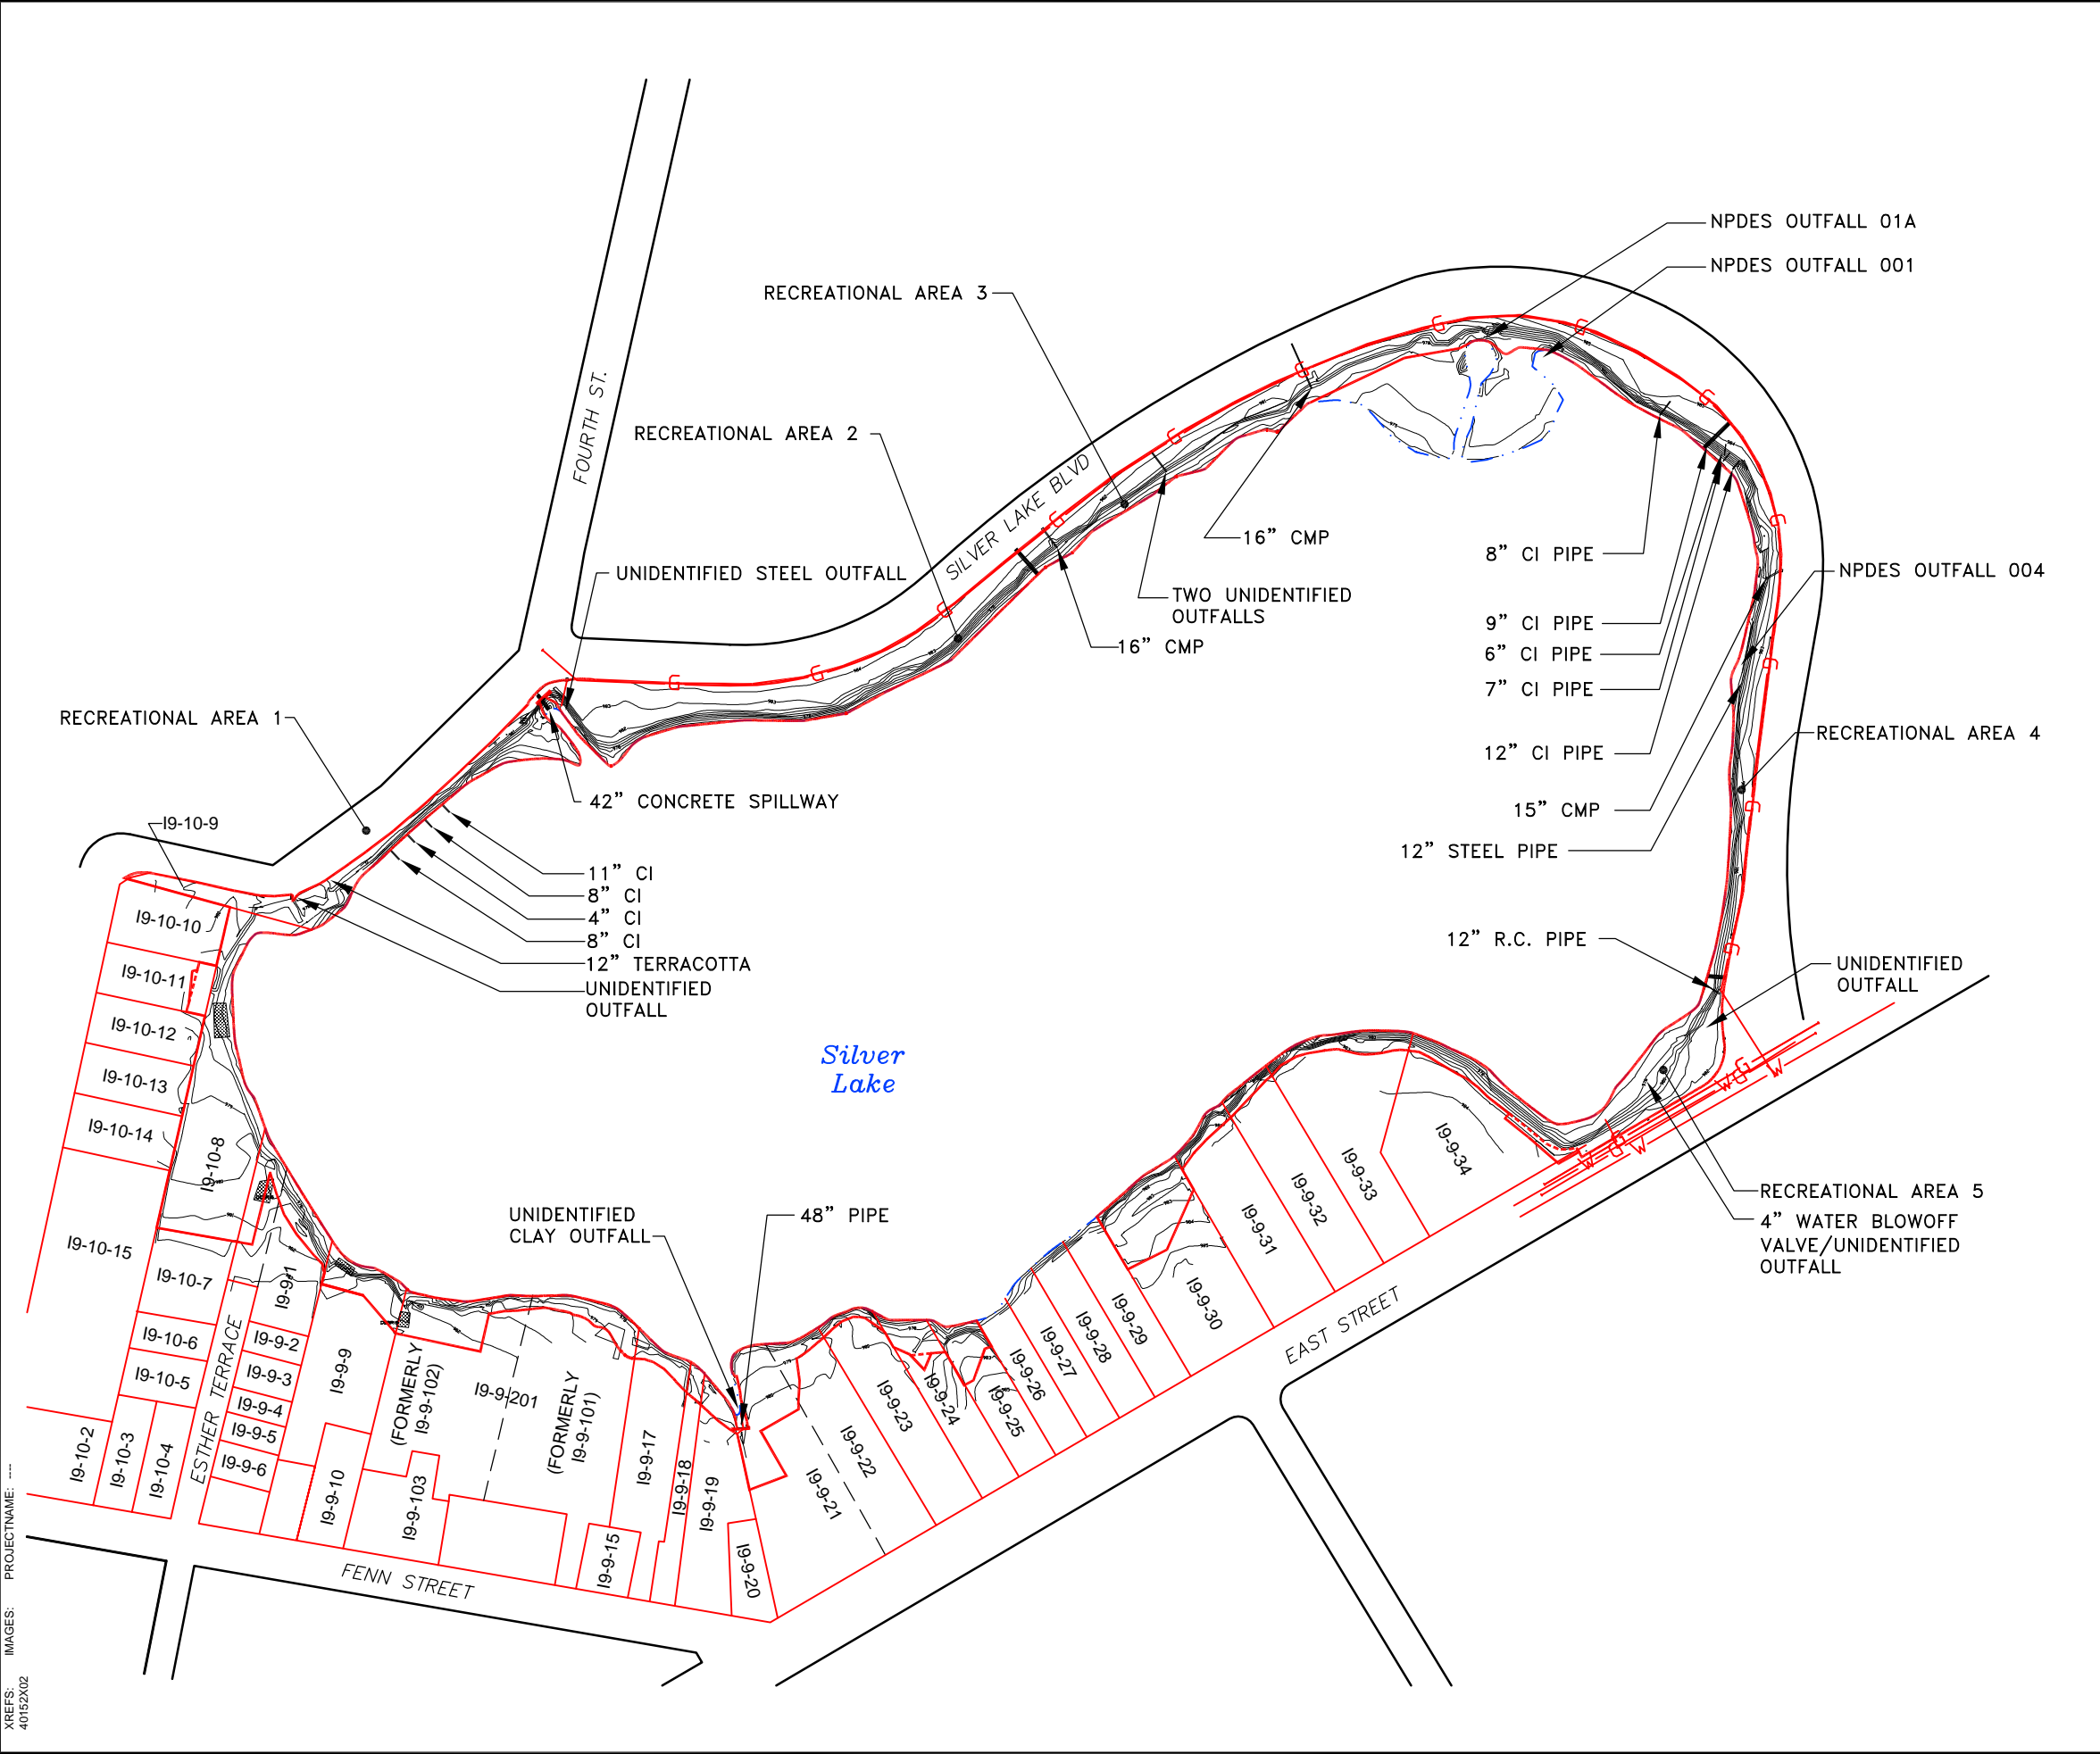 NPDES OUTFALL 01A
NPDES OUTFALL 001
RECREATIONAL AREA 3
RECREATIONAL AREA 2
FOURTH ST.
SILVER LAKE BLVD
UNIDENTIFIED STEEL OUTFALL
16” CMP
TWO UNIDENTIFIED
OUTFALLS
16” CMP
8” CI PIPE
NPDES OUTFALL 004
9” CI PIPE
6” CI PIPE
7” CI PIPE
12” CI PIPE
15” CMP
12” STEEL PIPE
RECREATIONAL AREA 4
RECREATIONAL AREA 1
42” CONCRETE SPILLWAY
11” CI
8” CI
4” CI
8” CI
12” TERRACOTTA
UNIDENTIFIED
OUTFALL
12” R.C. PIPE
UNIDENTIFIED
OUTFALL
Silver
Lake
RECREATIONAL AREA 5
4” WATER BLOWOFF
VALVE/UNIDENTIFIED
OUTFALL
UNIDENTIFIED
CLAY OUTFALL
48” PIPE
I9-10-9
I9-10-10
I9-10-11
I9-10-12
I9-10-13
I9-10-14
I9-10-8
I9-10-15
I9-10-7
I9-10-6
I9-10-5
I9-10-2
I9-10-3
I9-10-4
ESTHER TERRACE
I9-9-1
I9-9-2
I9-9-3
I9-9-4
I9-9-5
I9-9-6
I9-9-9
I9-9-10
(FORMERLY
I9-9-102)
I9-9-103
I9-9-201
(FORMERLY
I9-9-101)
I9-9-15
I9-9-17
I9-9-18
I9-9-19
I9-9-20
I9-9-21
I9-9-22
I9-9-23
I9-9-24
I9-9-25
I9-9-26
I9-9-27
I9-9-28
I9-9-29
I9-9-30
I9-9-31
I9-9-32
I9-9-33
I9-9-34
EAST STREET
FENN STREET
G
G
G
G
G
G
G
G
G
G
G
G
G
G
W
G
W
W
G
W
XREFS: IMAGES: PROJECTNAME: ----
40152X02